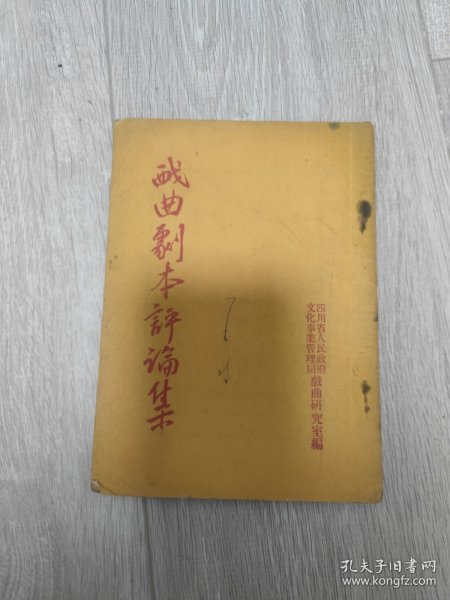 戏曲劇本評論集
四川省人民政府
文化事業管理局
戲曲研究室編
孔夫子旧书网
www.kongfz.com